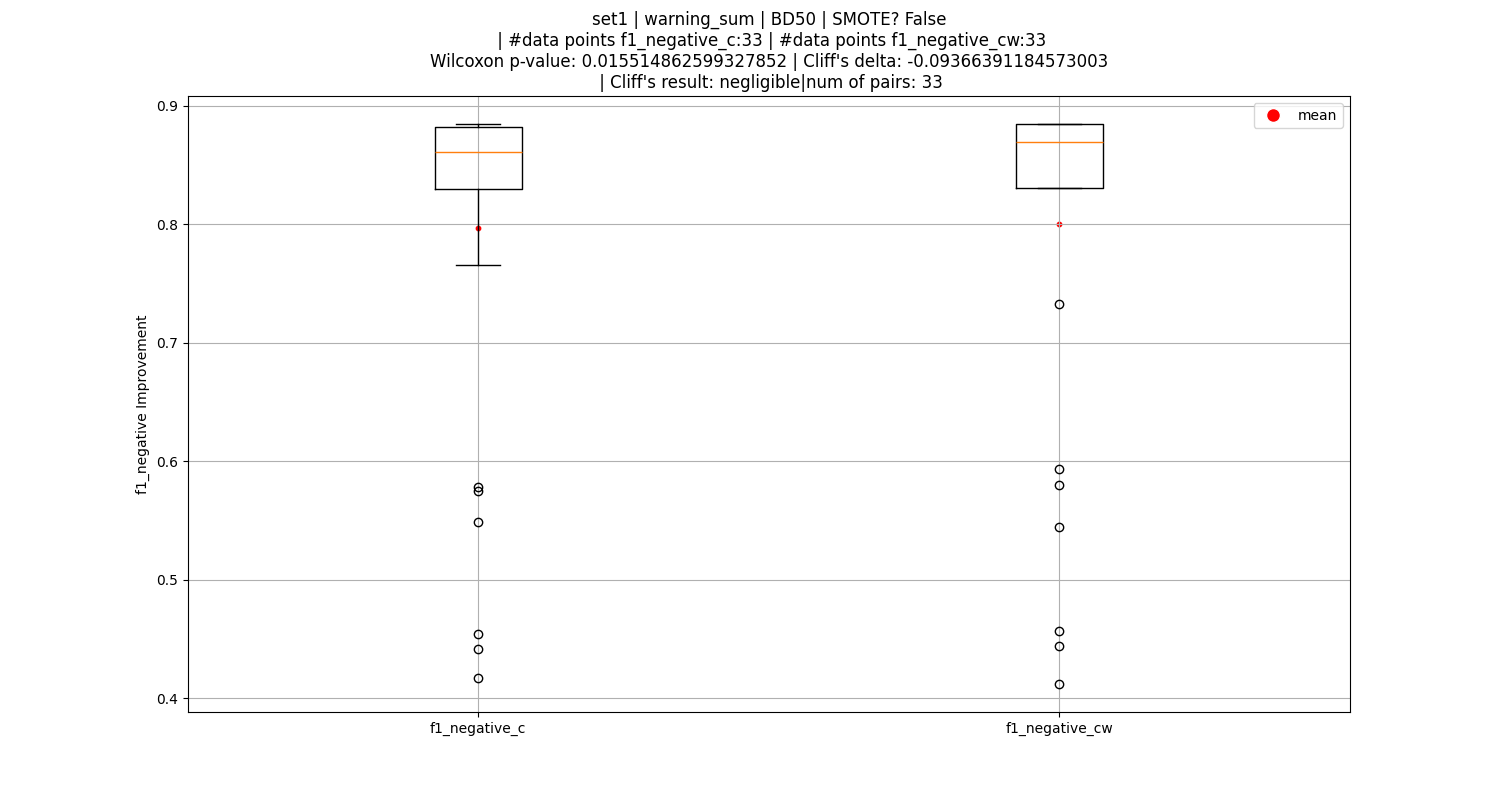 set1 | warning_sum | BD50 | SMOTE? False
| #data points f1_negative_c:33 | #data points f1_negative_cw:33
Wilcoxon p-value: 0.015514862599327852 | Cliff's delta: -0.09366391184573003
| Cliff's result: negligible|num of pairs: 33
mean
f1_negative Improvement
0.9
0.8
0.7
0.6
0.5
0.4
f1_negative_c
f1_negative_cw